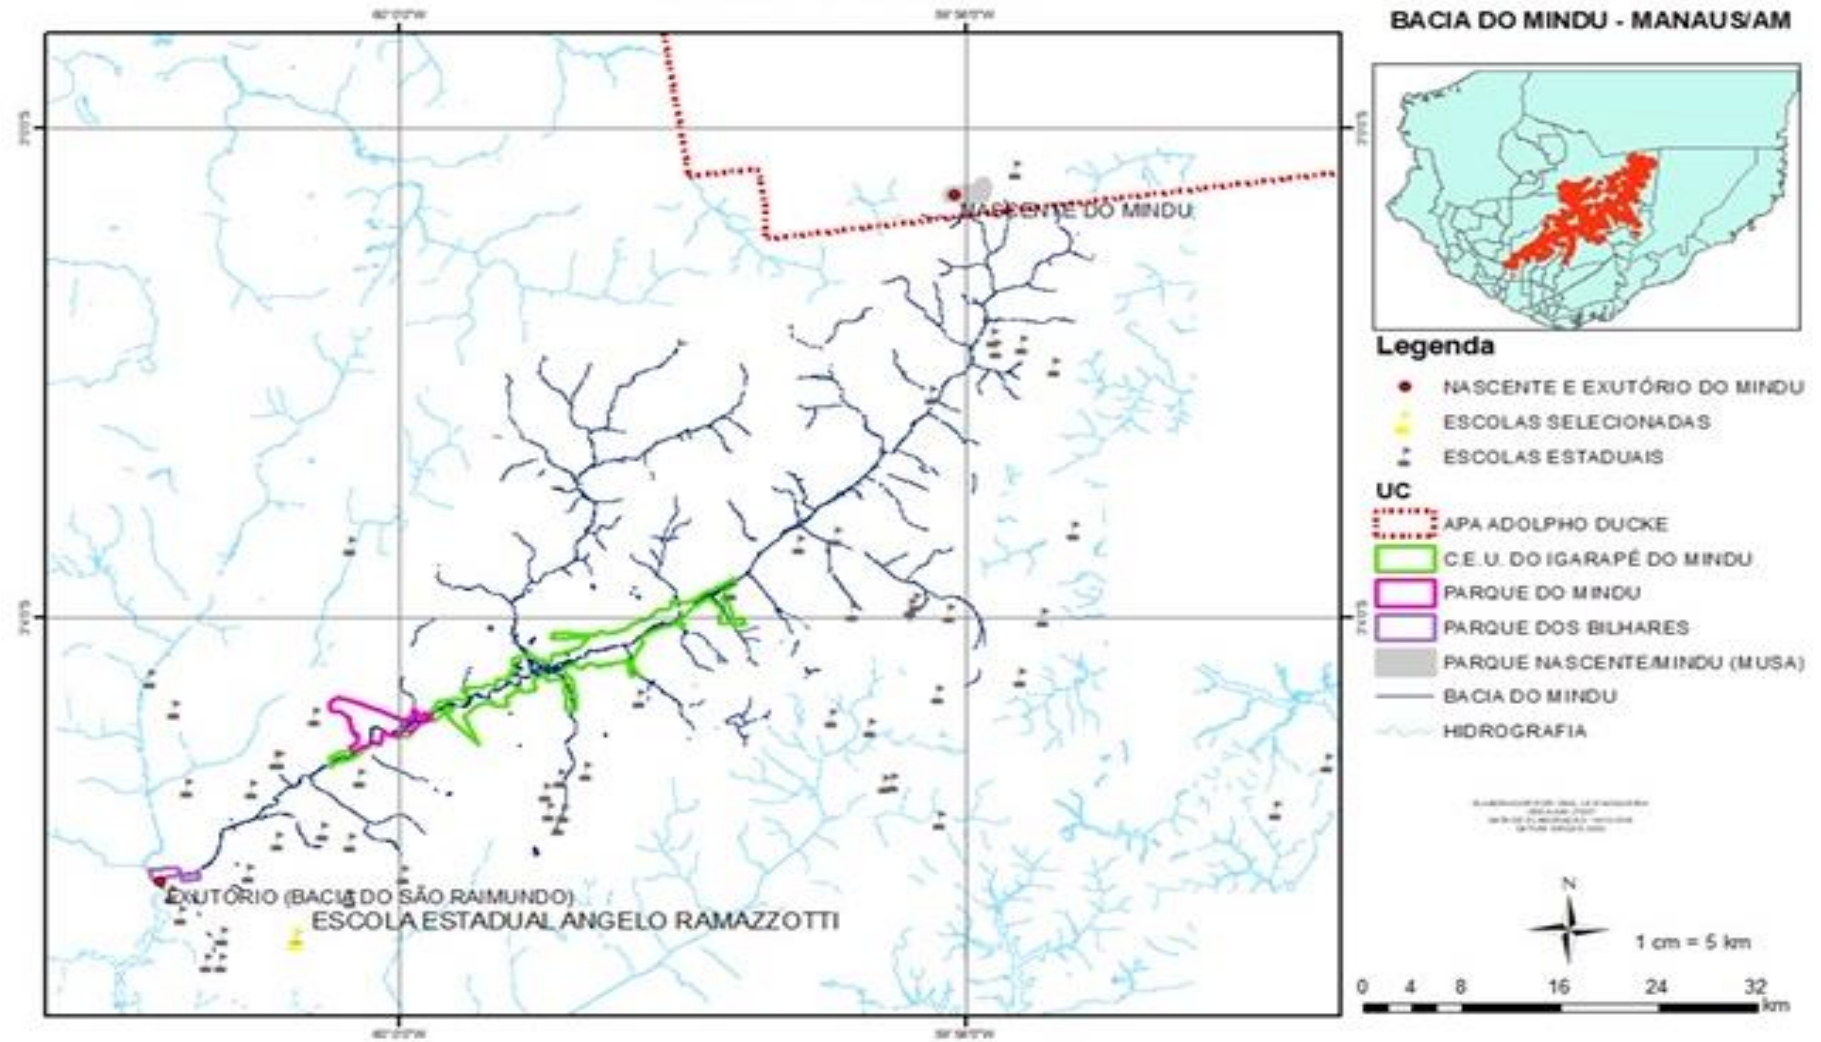 BACIA DO MINDU - MANAUS/AM
NASCENTE DO MINDU
EXUTÓRIO (BACIA DO SÃO RAIMUNDO)
ESCOLA ESTADUAL ANGELO RAMAZZOTTI
Legenda
NASCENTE E EXUTÓRIO DO MINDU
ESCOLAS SELECIONADAS
ESCOLAS ESTADUAIS
UC
APA ADOLPHO DUCKE
C.E.U. DO IGARAPÉ DO MINDU
PARQUE DO MINDU
PARQUE DOS BILHARES
PARQUE NASCENTE/MINDU (MUSA)
BACIA DO MINDU
HIDROGRAFIA
N
1 cm = 5 km
0 4 8 16 24 32
km